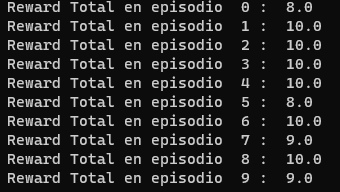 Reward Total en episodio  0 :  8.0
Reward Total en episodio  1 :  10.0
Reward Total en episodio  2 :  10.0
Reward Total en episodio  3 :  10.0
Reward Total en episodio  4 :  10.0
Reward Total en episodio  5 :  8.0
Reward Total en episodio  6 :  10.0
Reward Total en episodio  7 :  9.0
Reward Total en episodio  8 :  10.0
Reward Total en episodio  9 :  9.0